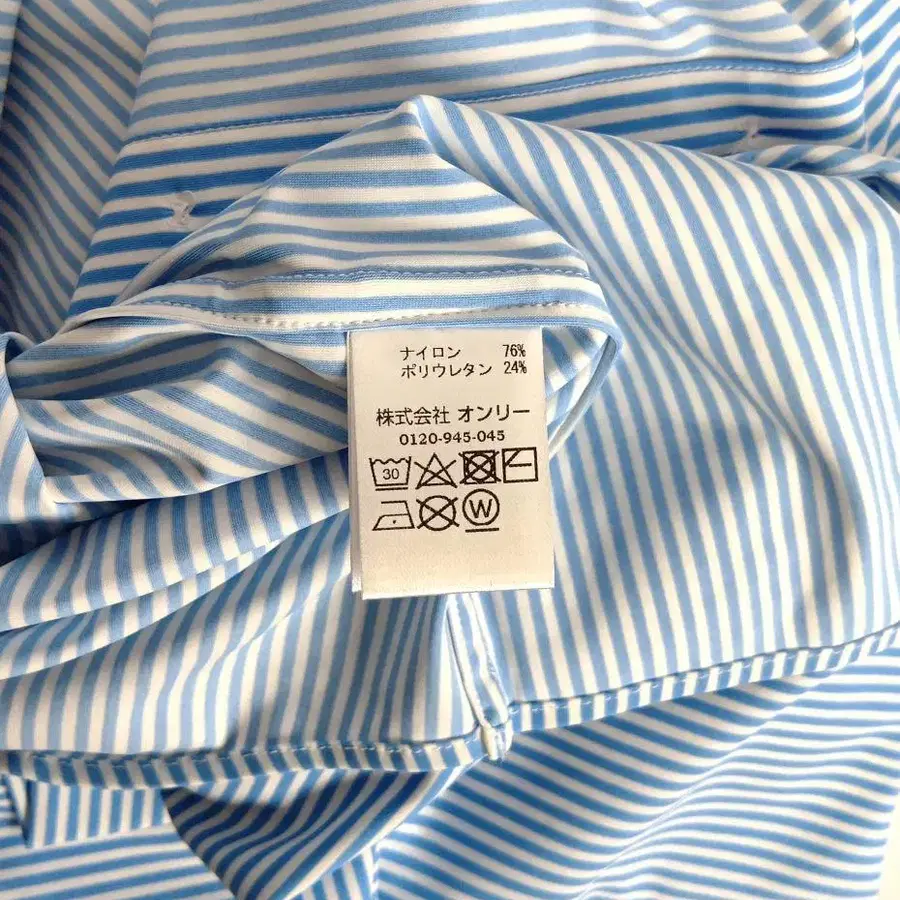 ナイロン 76%
ポリウレタン 24%
株式会社 オンリー
0120-945-045
30
W